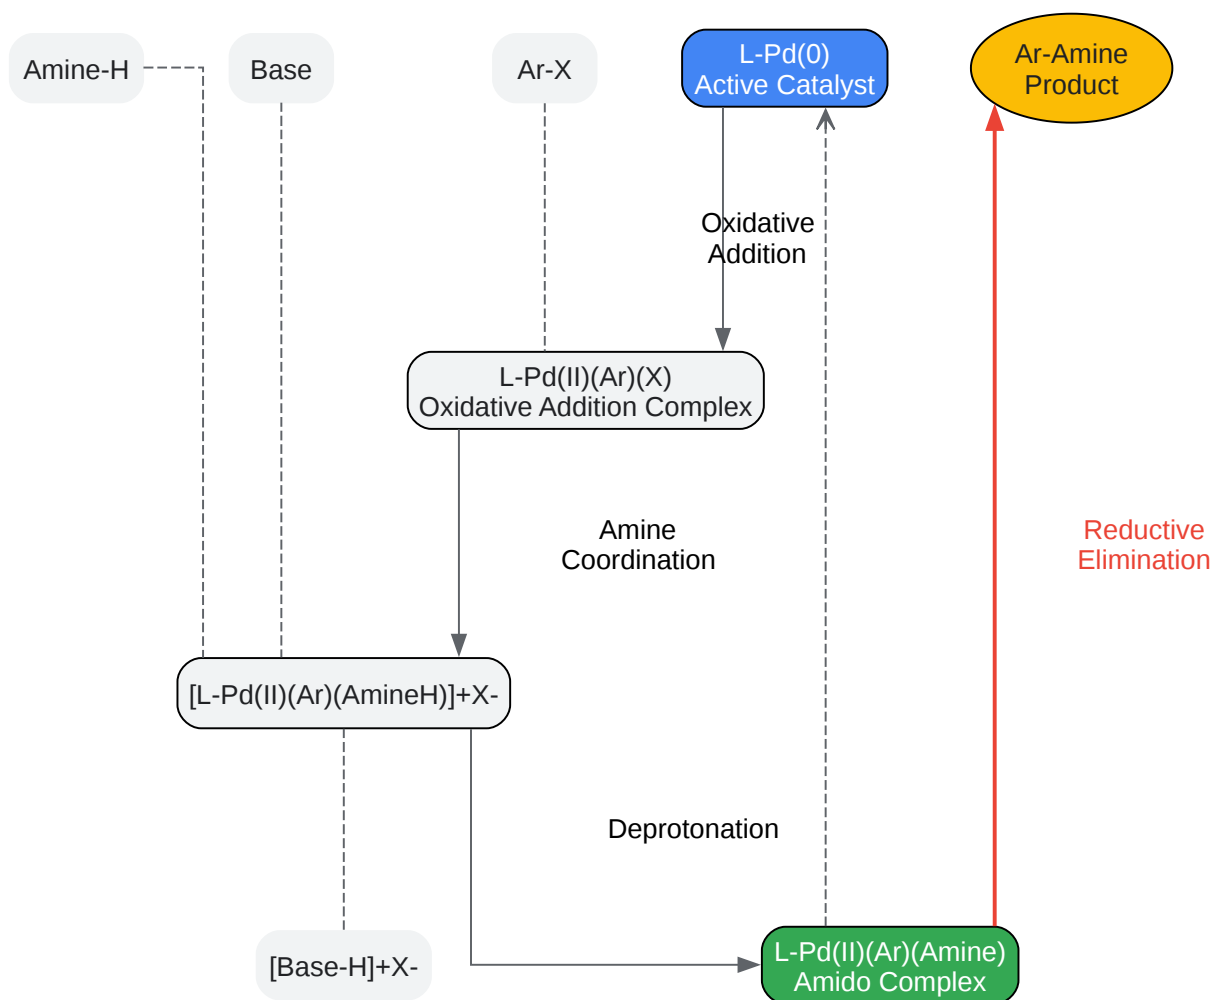 Amine-H
Base
Ar-X
L-Pd(0)
Active Catalyst
Ar-Amine
Product
Oxidative
Addition
L-Pd(II)(Ar)(X)
Oxidative Addition Complex
Amine
Coordination
Reductive
Elimination
[L-Pd(II)(Ar)(AmineH)]+X-
Deprotonation
[Base-H]+X-
L-Pd(II)(Ar)(Amine)
Amido Complex